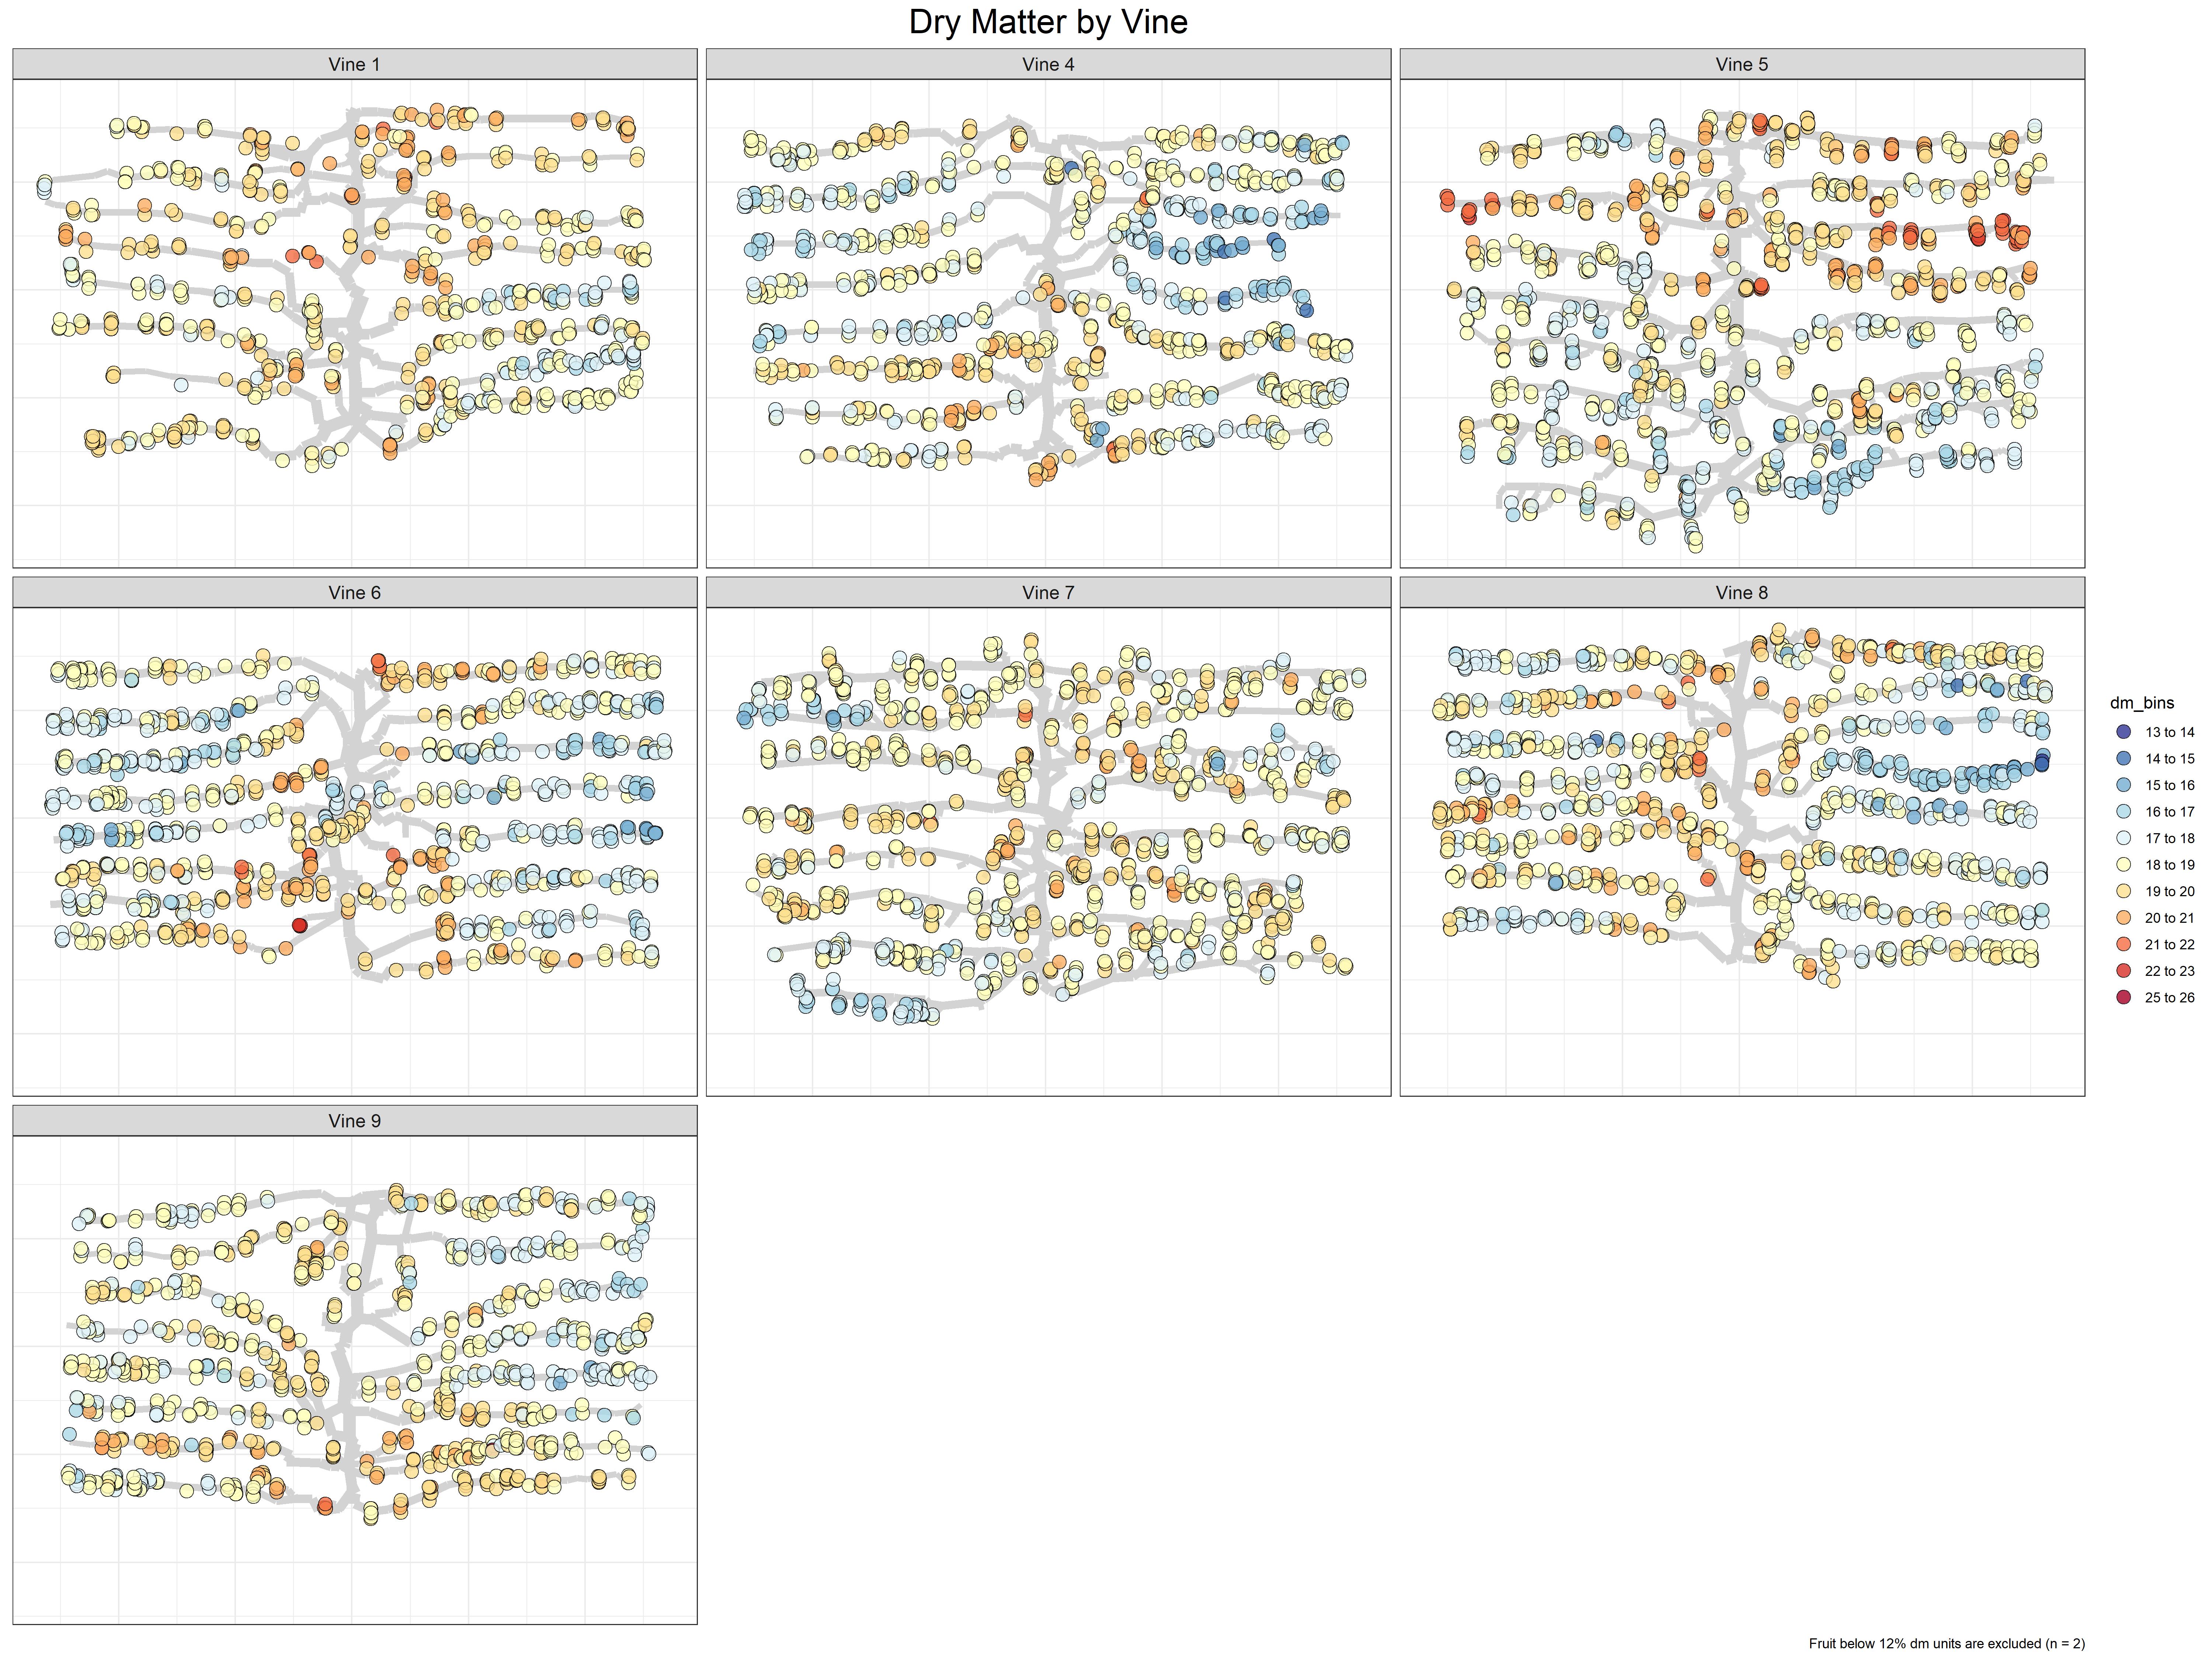 Dry Matter by Vine
Vine 1
Vine 4
Vine 5
Vine 6
Vine 7
Vine 8
Vine 9
dm_bins
13 to 14
14 to 15
15 to 16
16 to 17
17 to 18
18 to 19
19 to 20
20 to 21
21 to 22
22 to 23
25 to 26
Fruit below 12% dm units are excluded (n = 2)